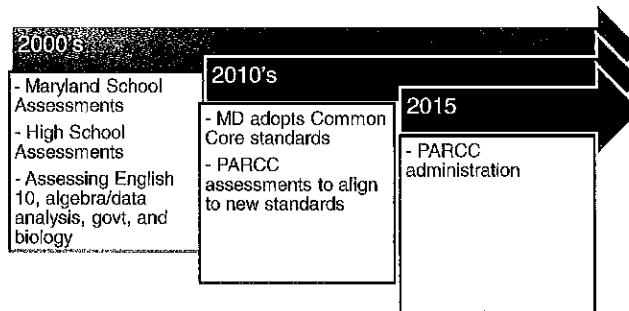 2000's
- Maryland School
Assessments
- High School
Assessments
- Assessing English
10, algebra/data
analysis, govt, and
biology
2010's
- MD adopts Common
Core standards
- PARCC
assessments to align
to new standards
2015
- PARCC
administration